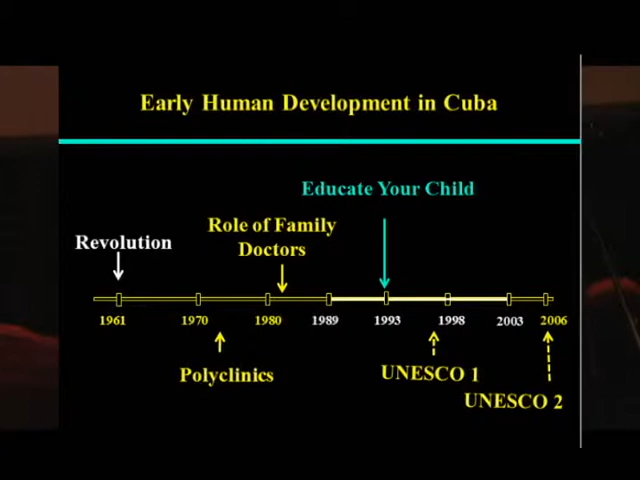 Early Human Development in Cuba
Educate Your Child
Role of Family
Doctors
Revolution
1961 1970 1980 1989 1993 1998 2003 2006
Polyclinics
UNESCO 1
UNESCO 2